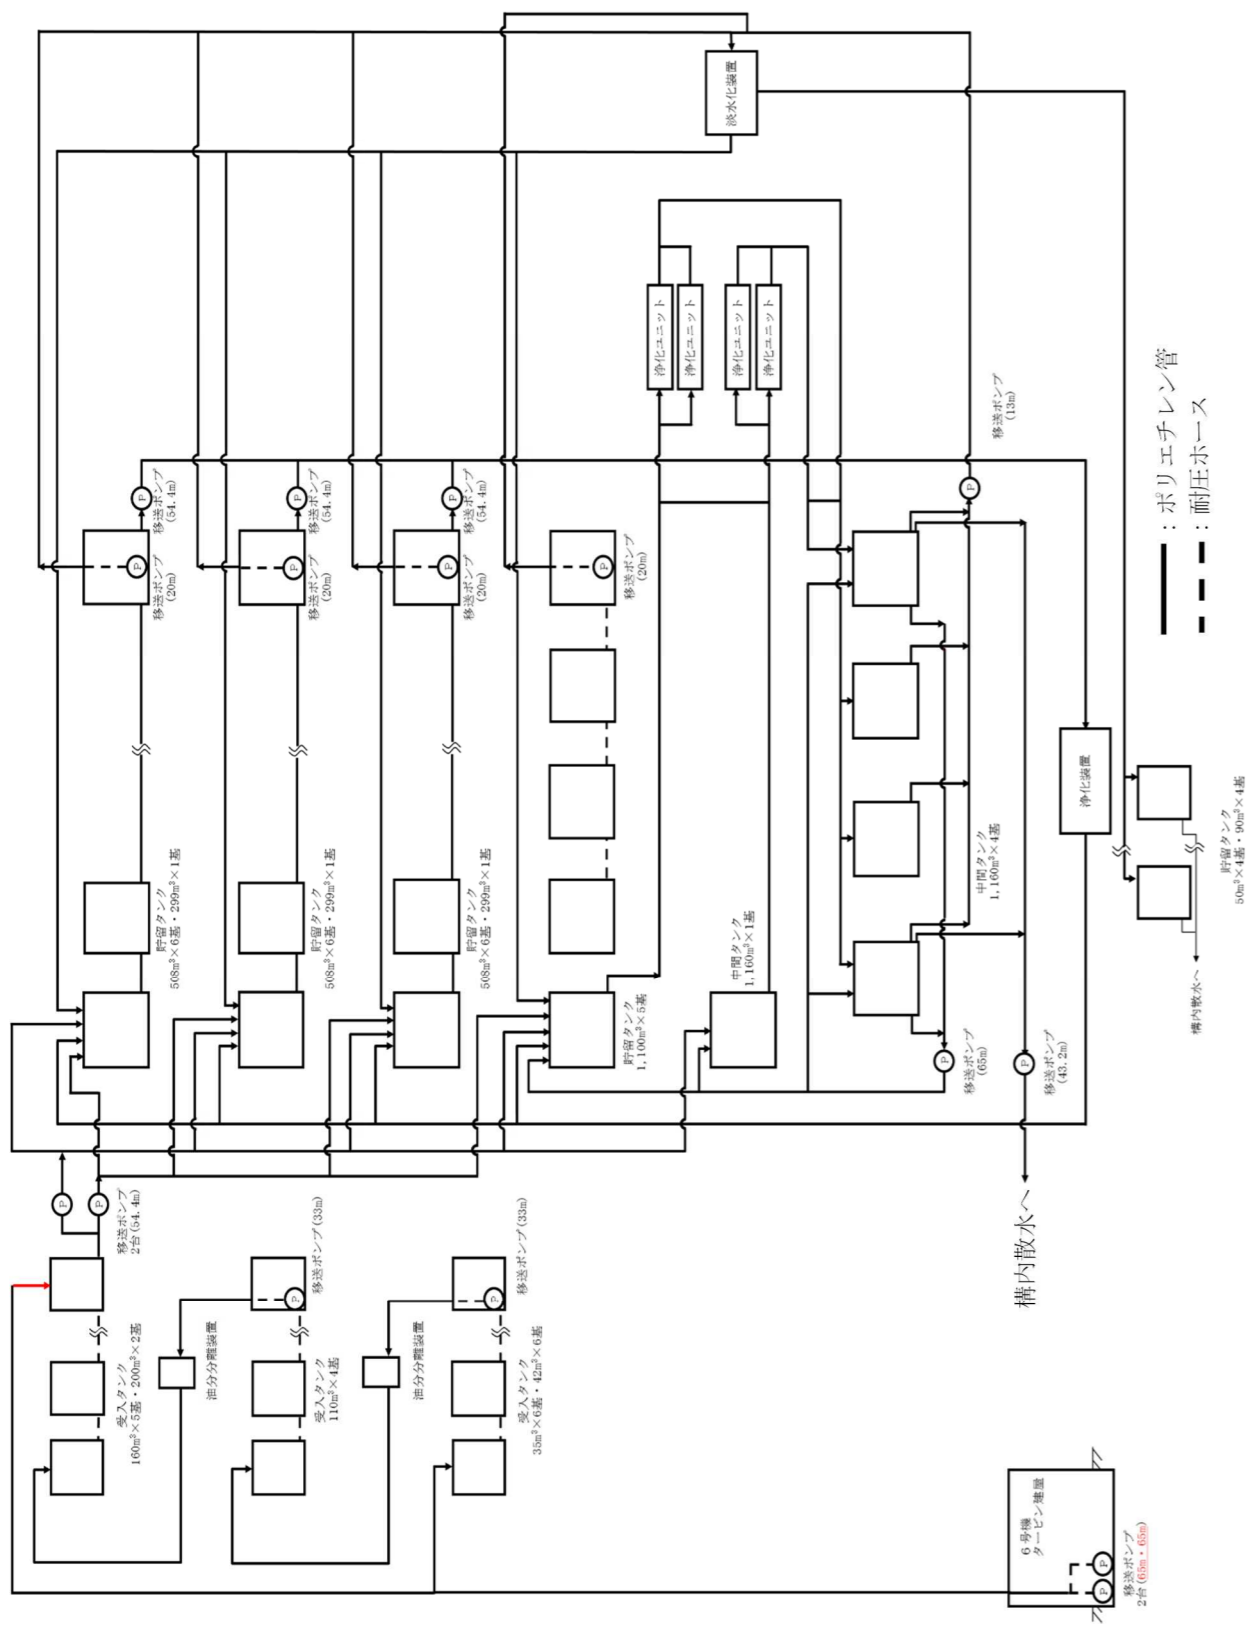 淡水化装置
浄化ユニット
浄化ユニット
浄化ユニット
浄化ユニット
移送ポンプ
(13m)
:ポリエチレン管
:耐圧ホース
P
移送ポンプ
(54.4m)
P
移送ポンプ
(20m)
P
移送ポンプ
(54.4m)
P
移送ポンプ
(20m)
P
移送ポンプ
(54.4m)
P
移送ポンプ
(20m)
P
移送ポンプ
(20m)
P
貯留タンク
508m³×6基・299m³×1基
貯留タンク
508m³×6基・299m³×1基
貯留タンク
508m³×6基・299m³×1基
貯留タンク
1,100m³×5基
中間タンク
1,160m³×1基
中間タンク
1,160m³×4基
浄化装置
貯留タンク
50m³×4基・90m³×4基
構内散水へ
P
移送ポンプ
(65m)
P
移送ポンプ
(43.2m)
構内散水へ
P
P
移送ポンプ
2台(54.4m)
受入タンク
160m³×5基・200m³×2基
油分分離装置
P
移送ポンプ(33m)
受入タンク
110m³×4基
油分分離装置
P
移送ポンプ(33m)
受入タンク
35m³×6基・42m³×6基
6号機
タービン建屋
P
P
移送ポンプ
2台(65m・65m)